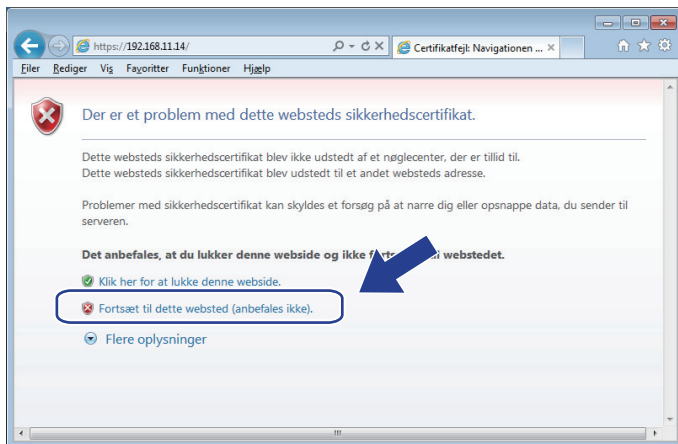 https://192.168.11.14/
Certifikatfejl: Navigationen ...
Filer Rediger Vis Favoritter Funktioner Hjælp
Der er et problem med dette websteds sikkerhedscertifikat.
Dette websteds sikkerhedscertifikat blev ikke udstedt af et nøglecenter, der er tillid til.
Dette websteds sikkerhedscertifikat blev udstedt til et andet websteds adresse.
Problemer med sikkerhedscertifikat kan skyldes et forsøg på at narre dig eller opsnappe data, du sender til
serveren.
Det anbefales, at du lukker denne webside og ikke webstedet.
Klik her for at lukke denne webside.
Fortsæt til dette websted (anbefales ikke).
Flere oplysninger